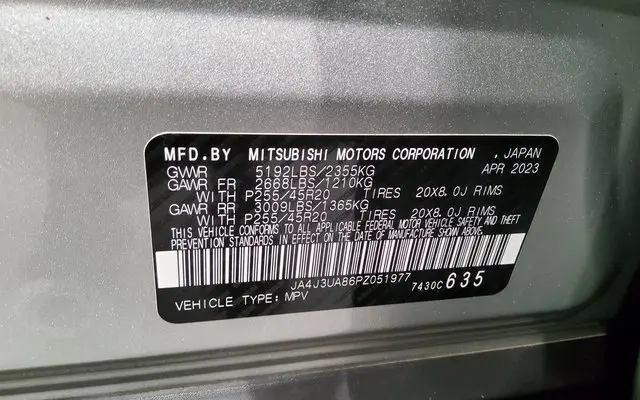 MFD.BY MITSUBISHI MOTORS CORPORATION , JAPAN
GVWR 5192LBS/2355KG APR 2023
GAWR FR 2668LBS/1210KG
WITH P255/45R20 TIRES 20X8.0J RIMS
GAWR RR 3009LBS/1365KG
WITH P255/45R20 TIRES 20X8.0J RIMS
THIS VEHICLE CONFORMS TO ALL APPLICABLE FEDERAL MOTOR VEHICLE SAFETY AND THEFT
PREVENTION STANDARDS IN EFFECT ON THE DATE OF MANUFACTURE SHOWN ABOVE.
JA4J3UA86PZ051977 7430C 635
VEHICLE TYPE: MPV